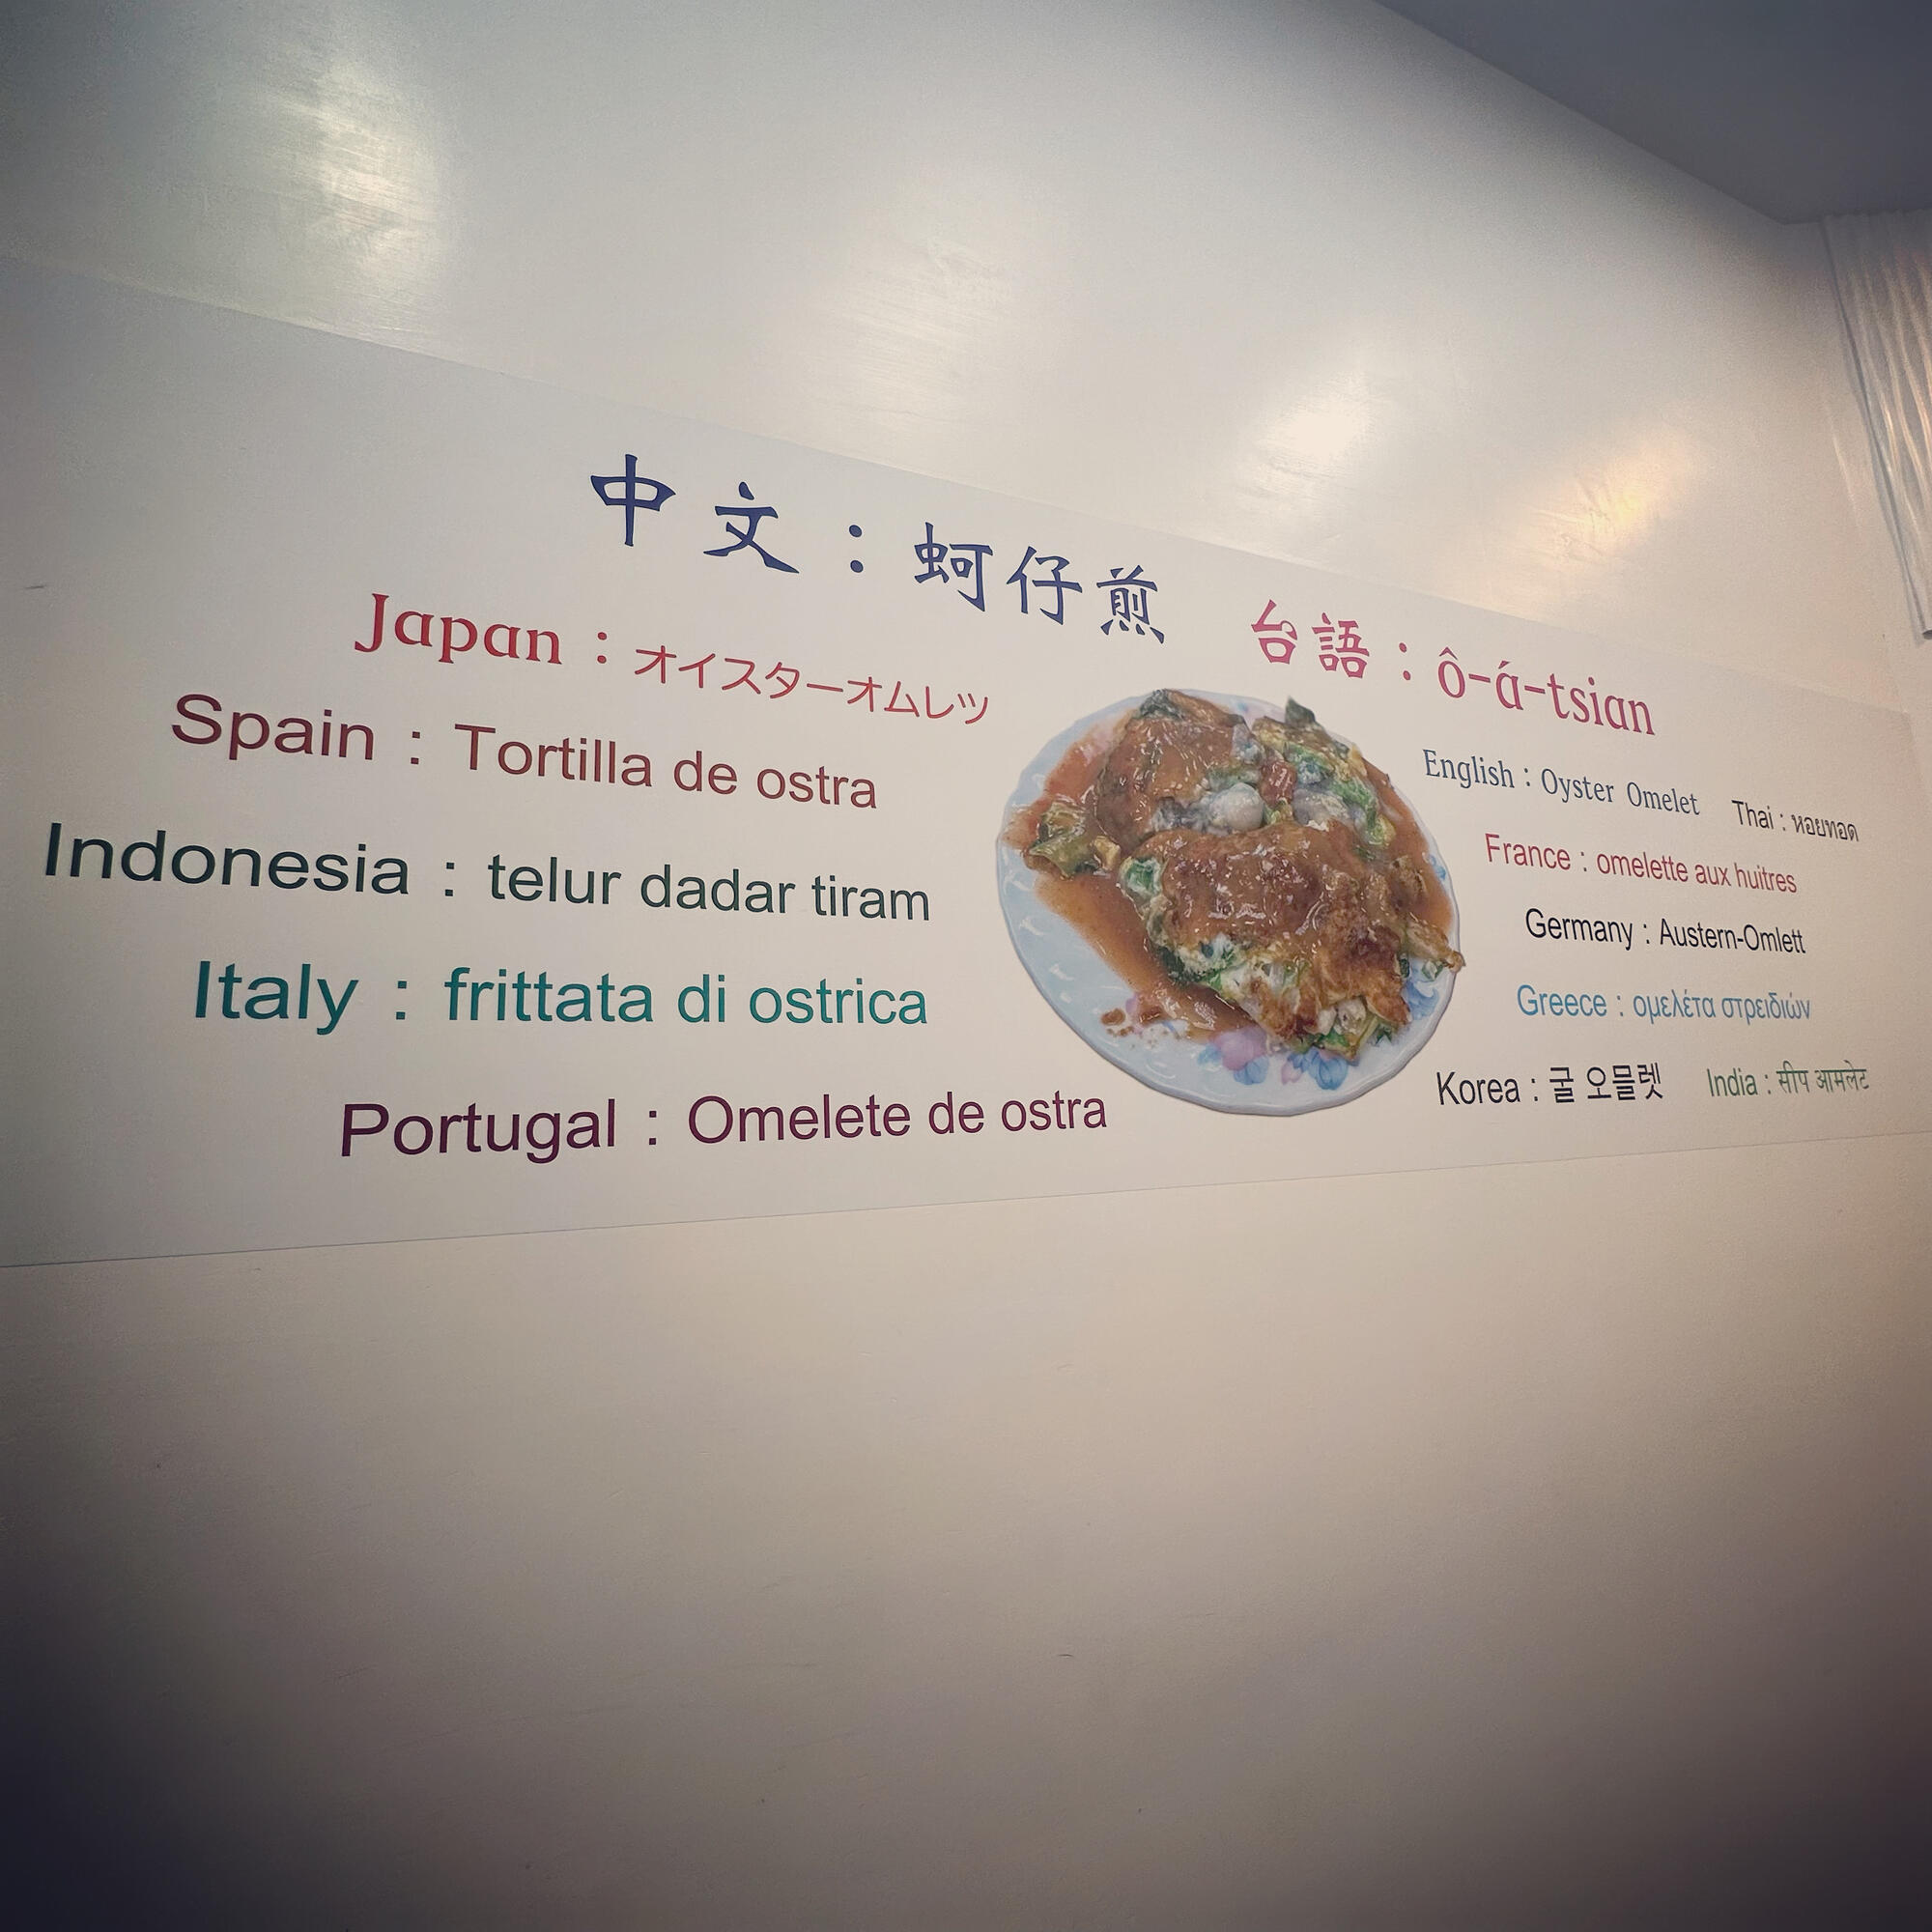 中文：蚵仔煎
台語：ô-á-tsian
Japan：オイスターオムレツ
Spain：Tortilla de ostra
Indonesia：telur dadar tiram
Italy：frittata di ostrica
Portugal：Omelete de ostra
English：Oyster Omelet
Thai：หอยทอด
France：omelette aux huitres
Germany：Austern-Omlett
Greece：ομελέτα στρειδιών
Korea：굴 오믈렛
India：सीप आमलेट